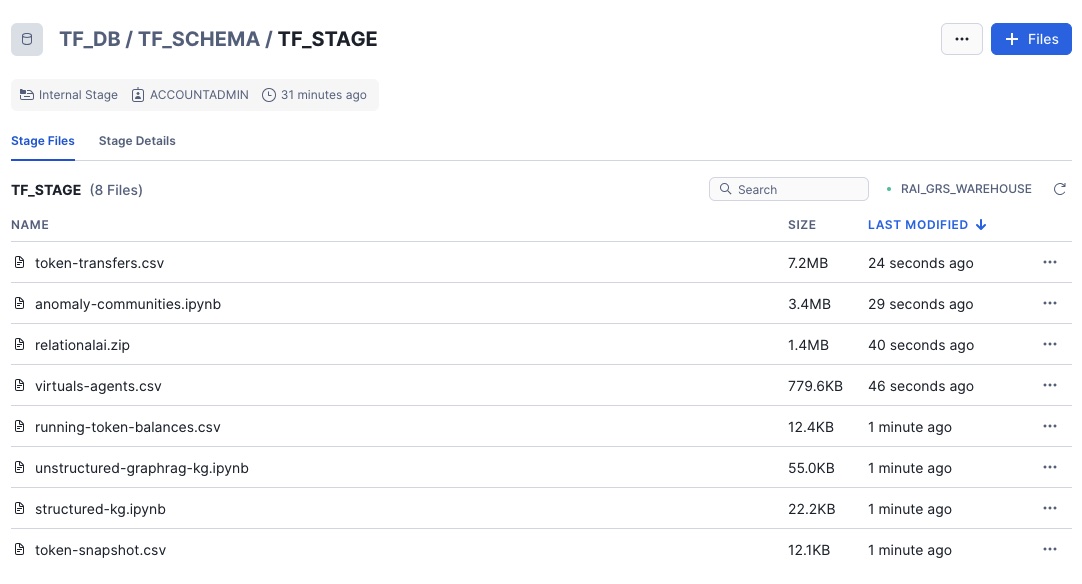 TF_DB / TF_SCHEMA / TF_STAGE
Files
Internal Stage ACCOUNTADMIN 31 minutes ago
Stage Files Stage Details
TF_STAGE (8 Files) Search RAI_GRS_WAREHOUSE
NAME SIZE LAST MODIFIED
token-transfers.csv 7.2MB 24 seconds ago
anomaly-communities.ipynb 3.4MB 29 seconds ago
relationalai.zip 1.4MB 40 seconds ago
virtuals-agents.csv 779.6KB 46 seconds ago
running-token-balances.csv 12.4KB 1 minute ago
unstructured-graphrag-kg.ipynb 55.0KB 1 minute ago
structured-kg.ipynb 22.2KB 1 minute ago
token-snapshot.csv 12.1KB 1 minute ago